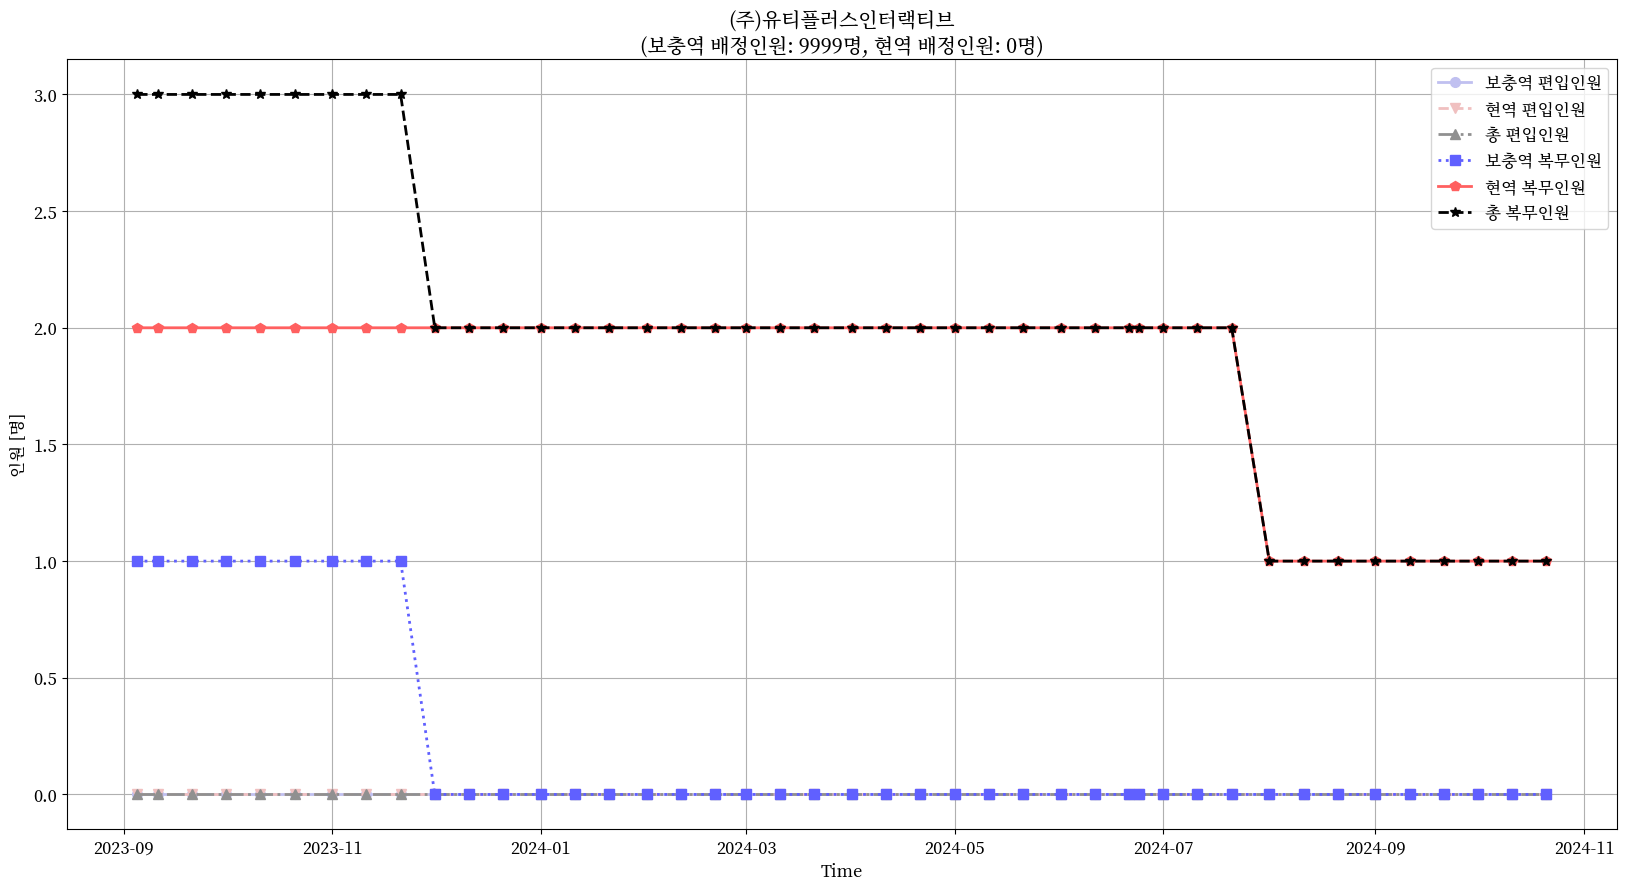 (주)유티플러스인터랙티브
(보충역 배정인원: 9999명, 현역 배정인원: 0명)
보충역 편입인원
현역 편입인원
총 편입인원
보충역 복무인원
현역 복무인원
총 복무인원
인원 [명]
3.0
2.5
2.0
1.5
1.0
0.5
0.0
2023-09 2023-11 2024-01 2024-03 2024-05 2024-07 2024-09 2024-11
Time